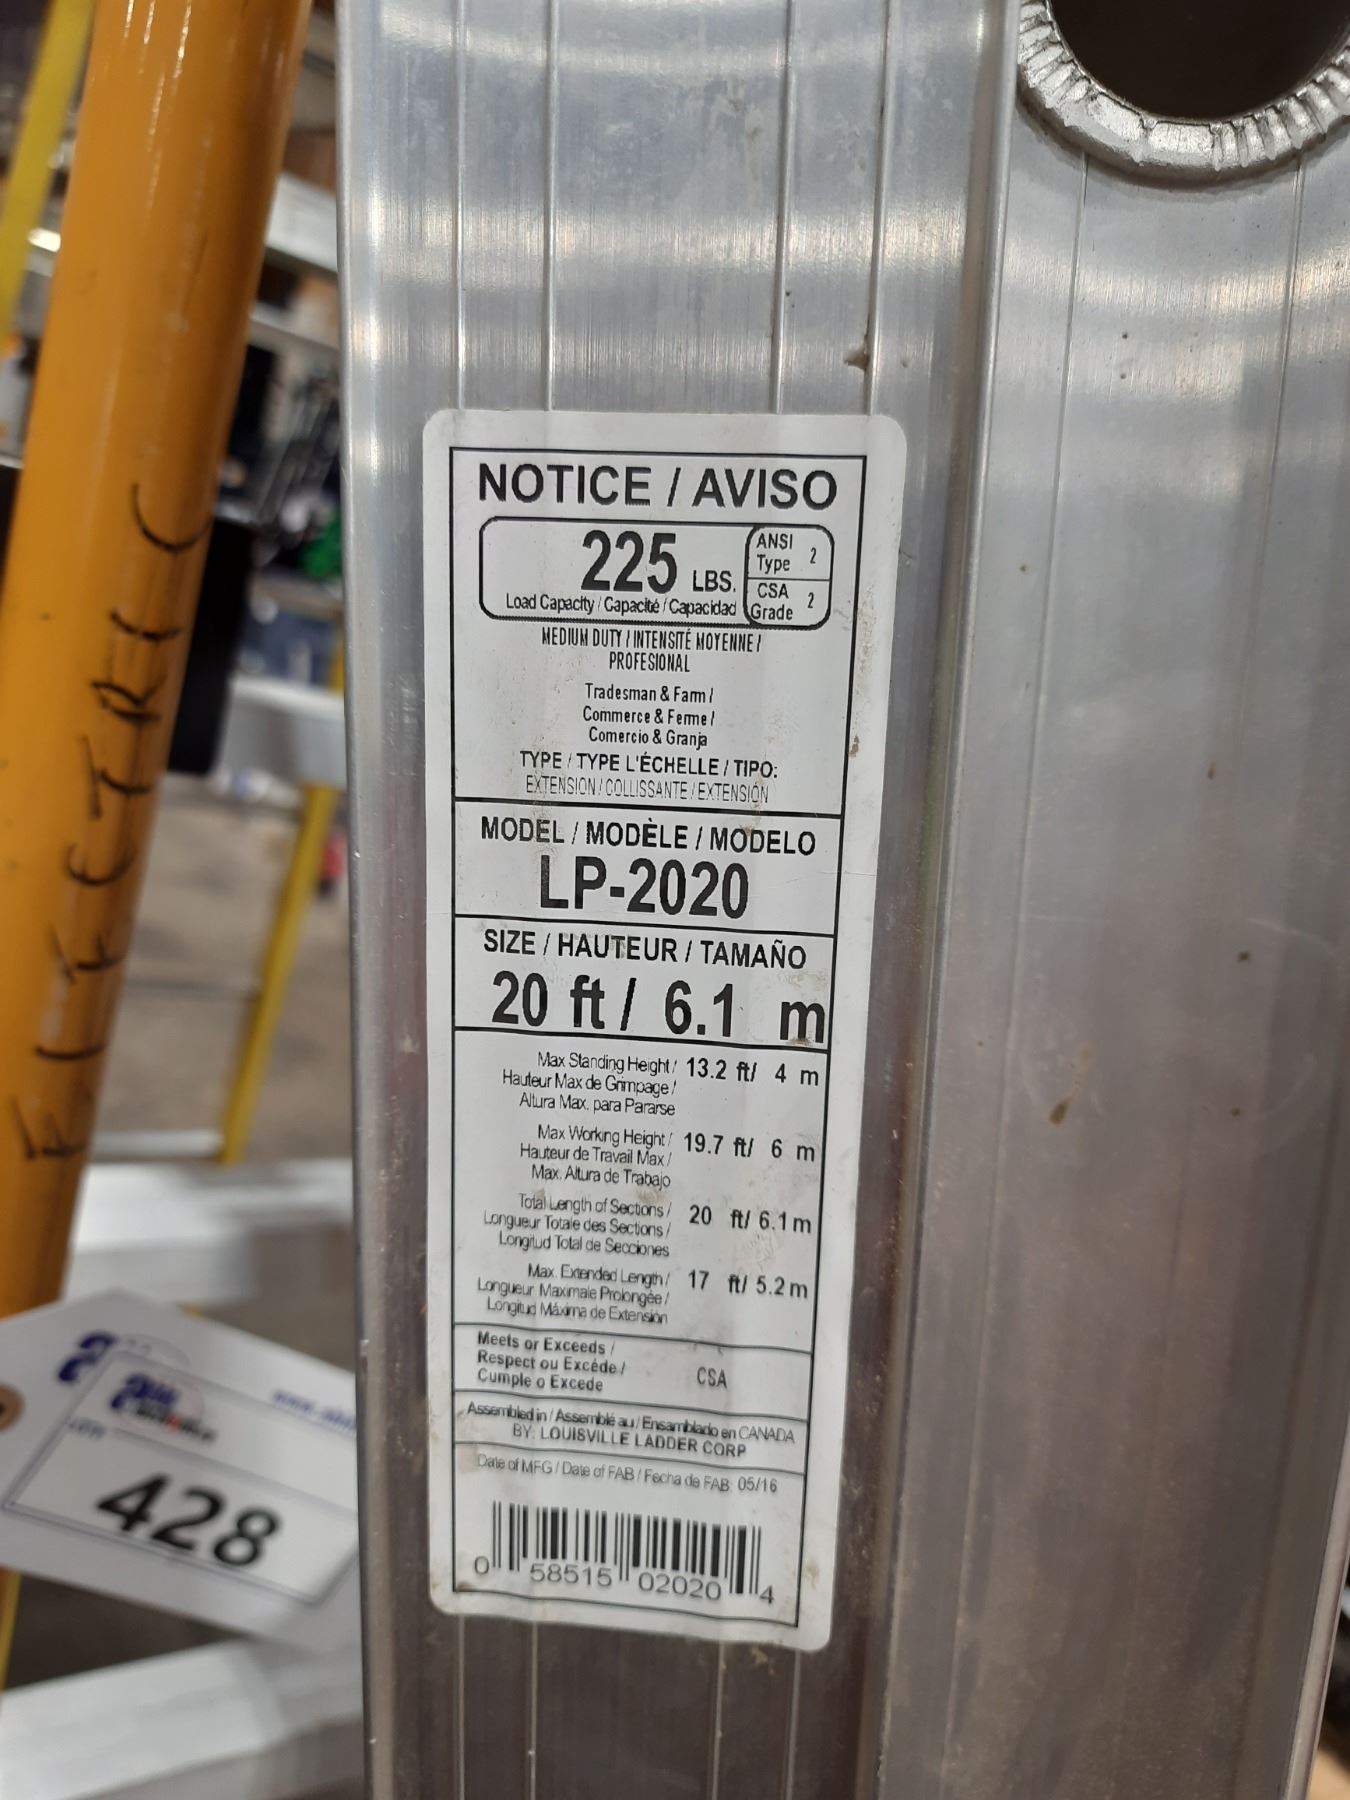 NOTICE / AVISO
225 LBS.
Load Capacity / Capacité / Capacidad
ANSI Type 2
CSA Grade 2
MEDIUM DUTY / INTENSITÉ MOYENNE /
PROFESIONAL
Tradesman & Farm /
Commerce & Ferme /
Comercio & Granja
TYPE / TYPE L'ÉCHELLE / TIPO:
EXTENSION / COLLISSANTE / EXTENSIÓN
MODEL / MODÈLE / MODELO
LP-2020
SIZE / HAUTEUR / TAMAÑO
20 ft / 6.1 m
Max Standing Height / 13.2 ft/ 4 m
Hauteur Max de Grimpage /
Altura Max. para Pararse
Max Working Height / 19.7 ft/ 6 m
Hauteur de Travail Max /
Max. Altura de Trabajo
Total Length of Sections / 20 ft/ 6.1 m
Longueur Totale des Sections /
Longitud Total de Secciones
Max. Extended Length / 17 ft/ 5.2 m
Longueur Maximale Prolongée /
Longitud Máxima de Extensión
Meets or Exceeds /
Respect ou Excéde / CSA
Cumple o Excede
Assembled in / Assemblé au / Ensamblado en CANADA
BY: LOUISVILLE LADDER CORP
Date of MFG / Date of FAB / Fecha de FAB: 05/16
0 58515 02020 4
ELECTRIC
428